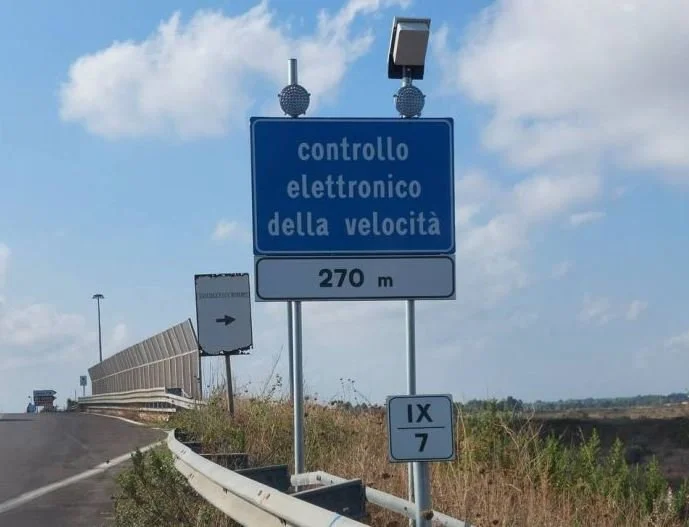 controllo
elettronico
della velocità
270 m
IX
7